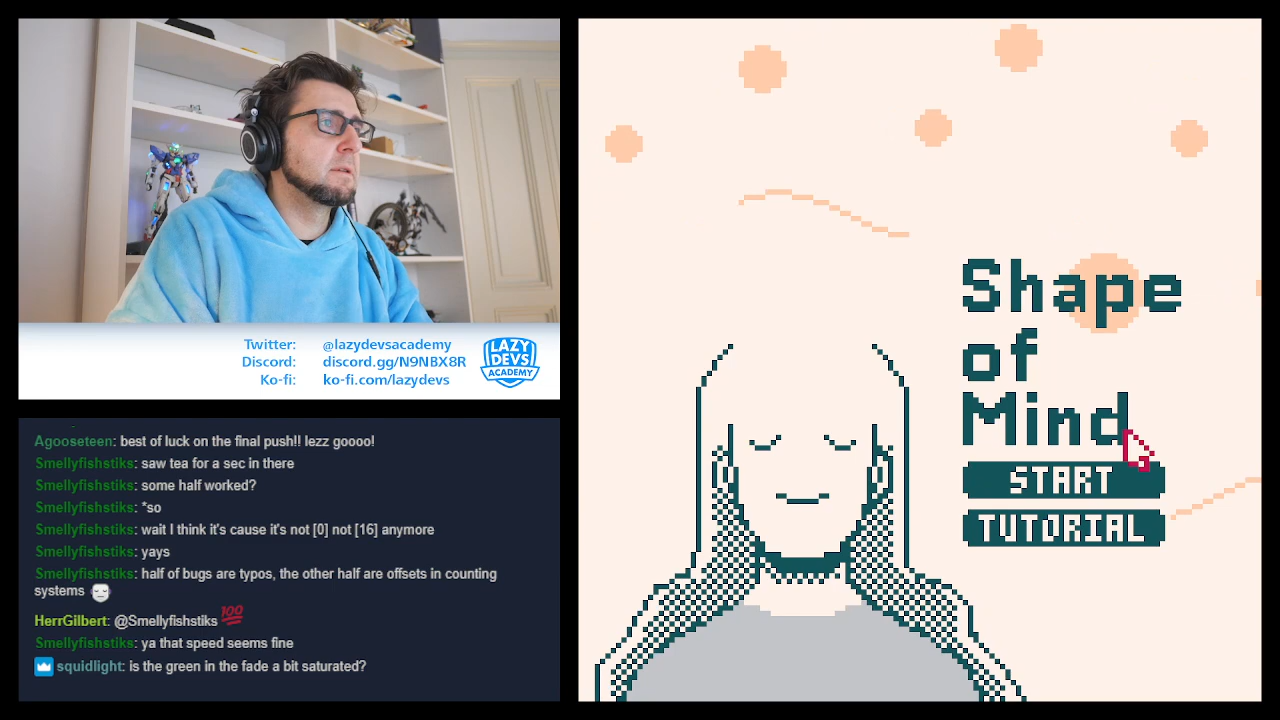 Twitter: @lazydevsacademy
Discord: discord.gg/N9NBX8R
Ko-fi: ko-fi.com/lazydevs
LAZY
DEVS
ACADEMY
Agooseteen: best of luck on the final push!! lezz goooo!
Smellyfishstiks: saw tea for a sec in there
Smellyfishstiks: some half worked?
Smellyfishstiks: *so
Smellyfishstiks: wait I think it's cause it's not [0] not [16] anymore
Smellyfishstiks: yays
Smellyfishstiks: half of bugs are typos, the other half are offsets in counting
systems
HerrGilbert: @Smellyfishstiks 100
Smellyfishstiks: ya that speed seems fine
squidlight: is the green in the fade a bit saturated?
Shape
of
Mind
START
TUTORIAL